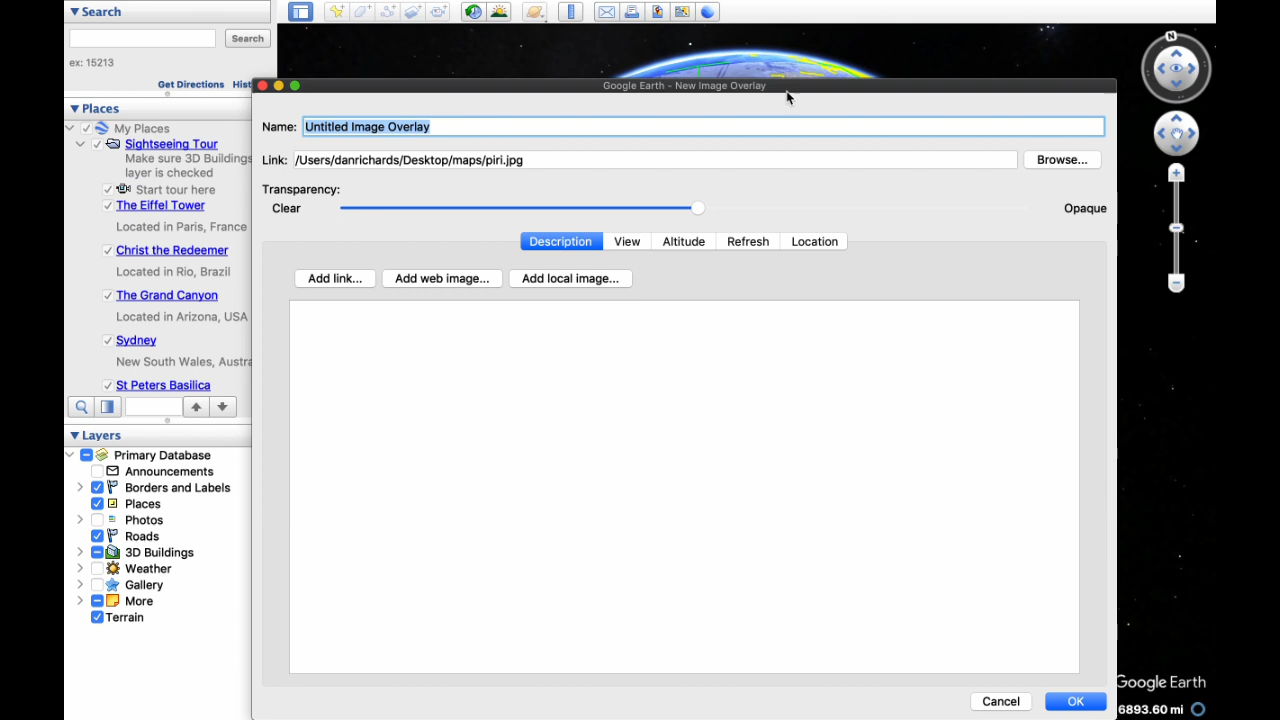 Search
Search
ex: 15213
Get Directions Hist
Places
My Places
Sightseeing Tour
Make sure 3D Buildings
layer is checked
Start tour here
The Eiffel Tower
Located in Paris, France
Christ the Redeemer
Located in Rio, Brazil
The Grand Canyon
Located in Arizona, USA
Sydney
New South Wales, Austra
St Peters Basilica
Layers
Primary Database
Announcements
Borders and Labels
Places
Photos
Roads
3D Buildings
Weather
Gallery
More
Terrain
Google Earth - New Image Overlay
Name: Untitled Image Overlay
Link: /Users/danrichards/Desktop/maps/piri.jpg Browse...
Transparency:
Clear Opaque
Description View Altitude Refresh Location
Add link... Add web image... Add local image...
Cancel OK
N
Google Earth
6893.60 mi